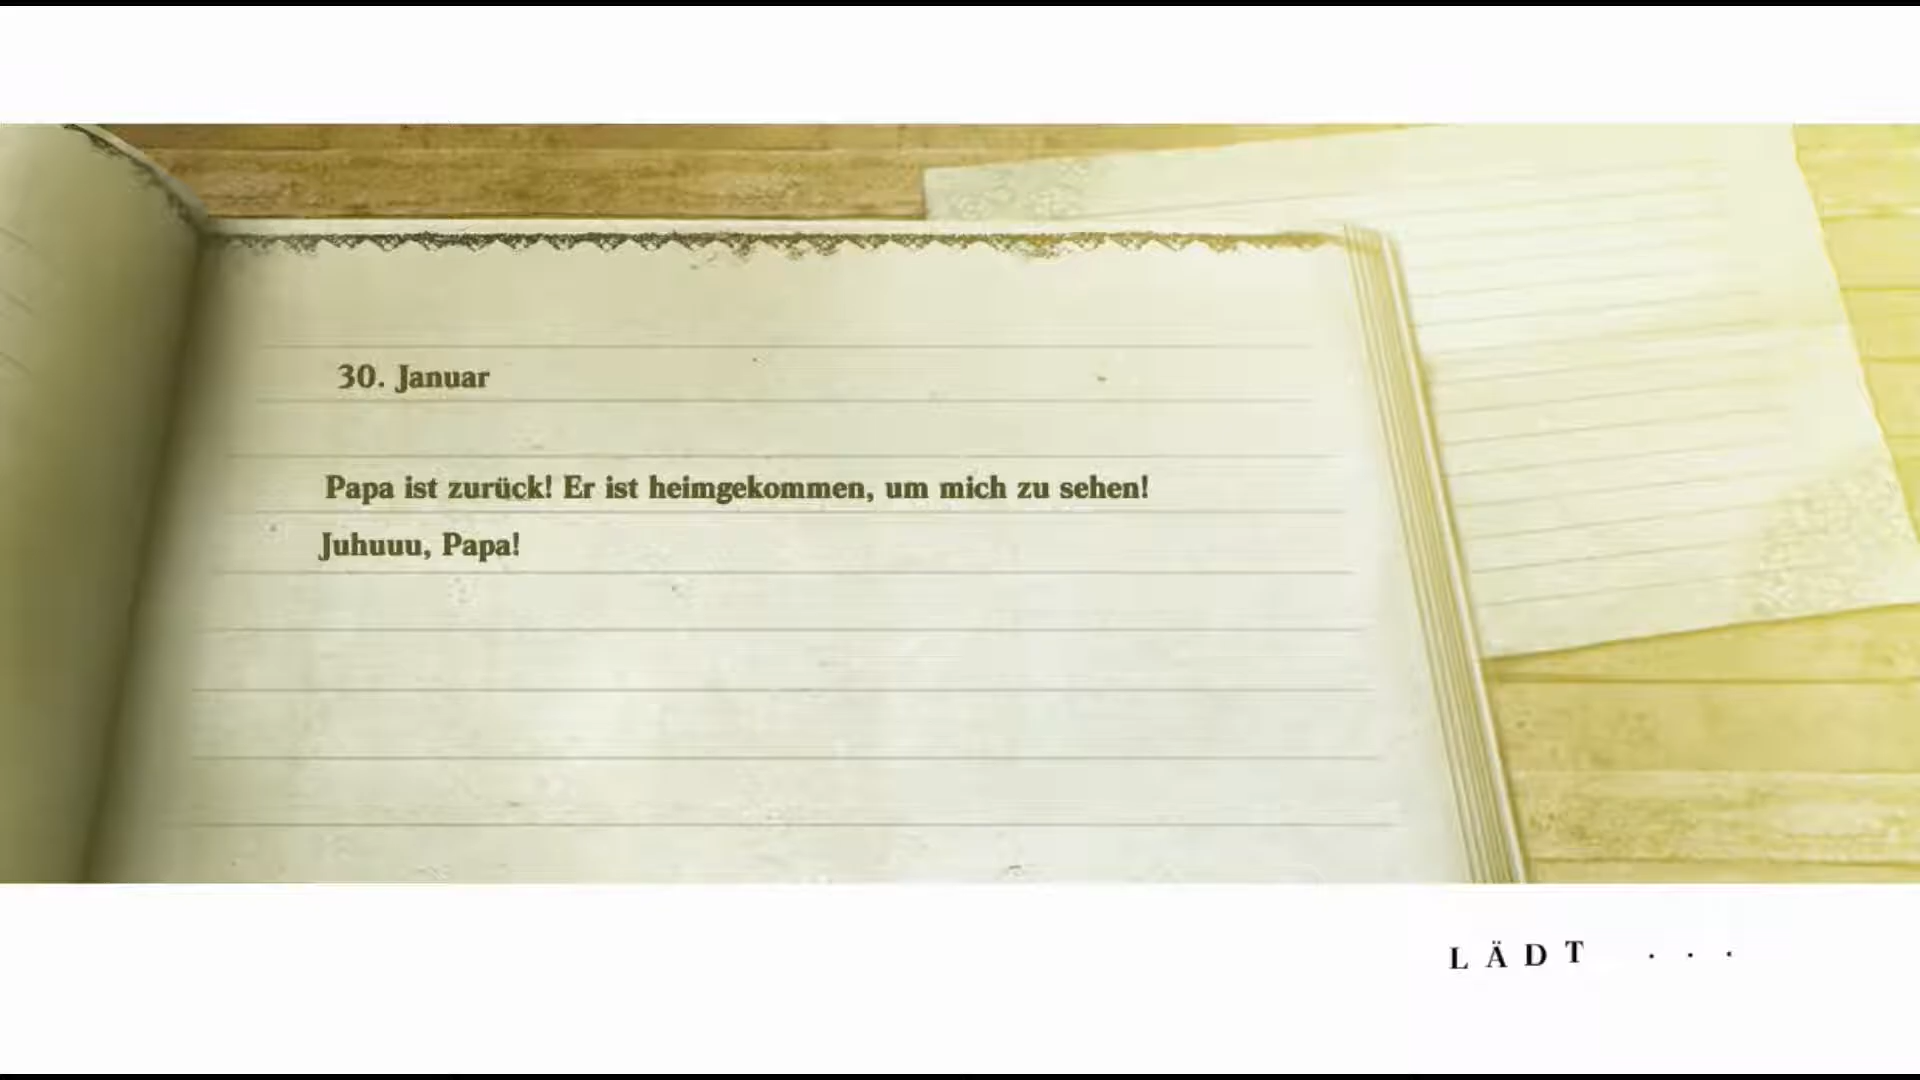 30. Januar
Papa ist zurück! Er ist heimgekommen, um mich zu sehen!
Juhuuu, Papa!
LÄDT ...